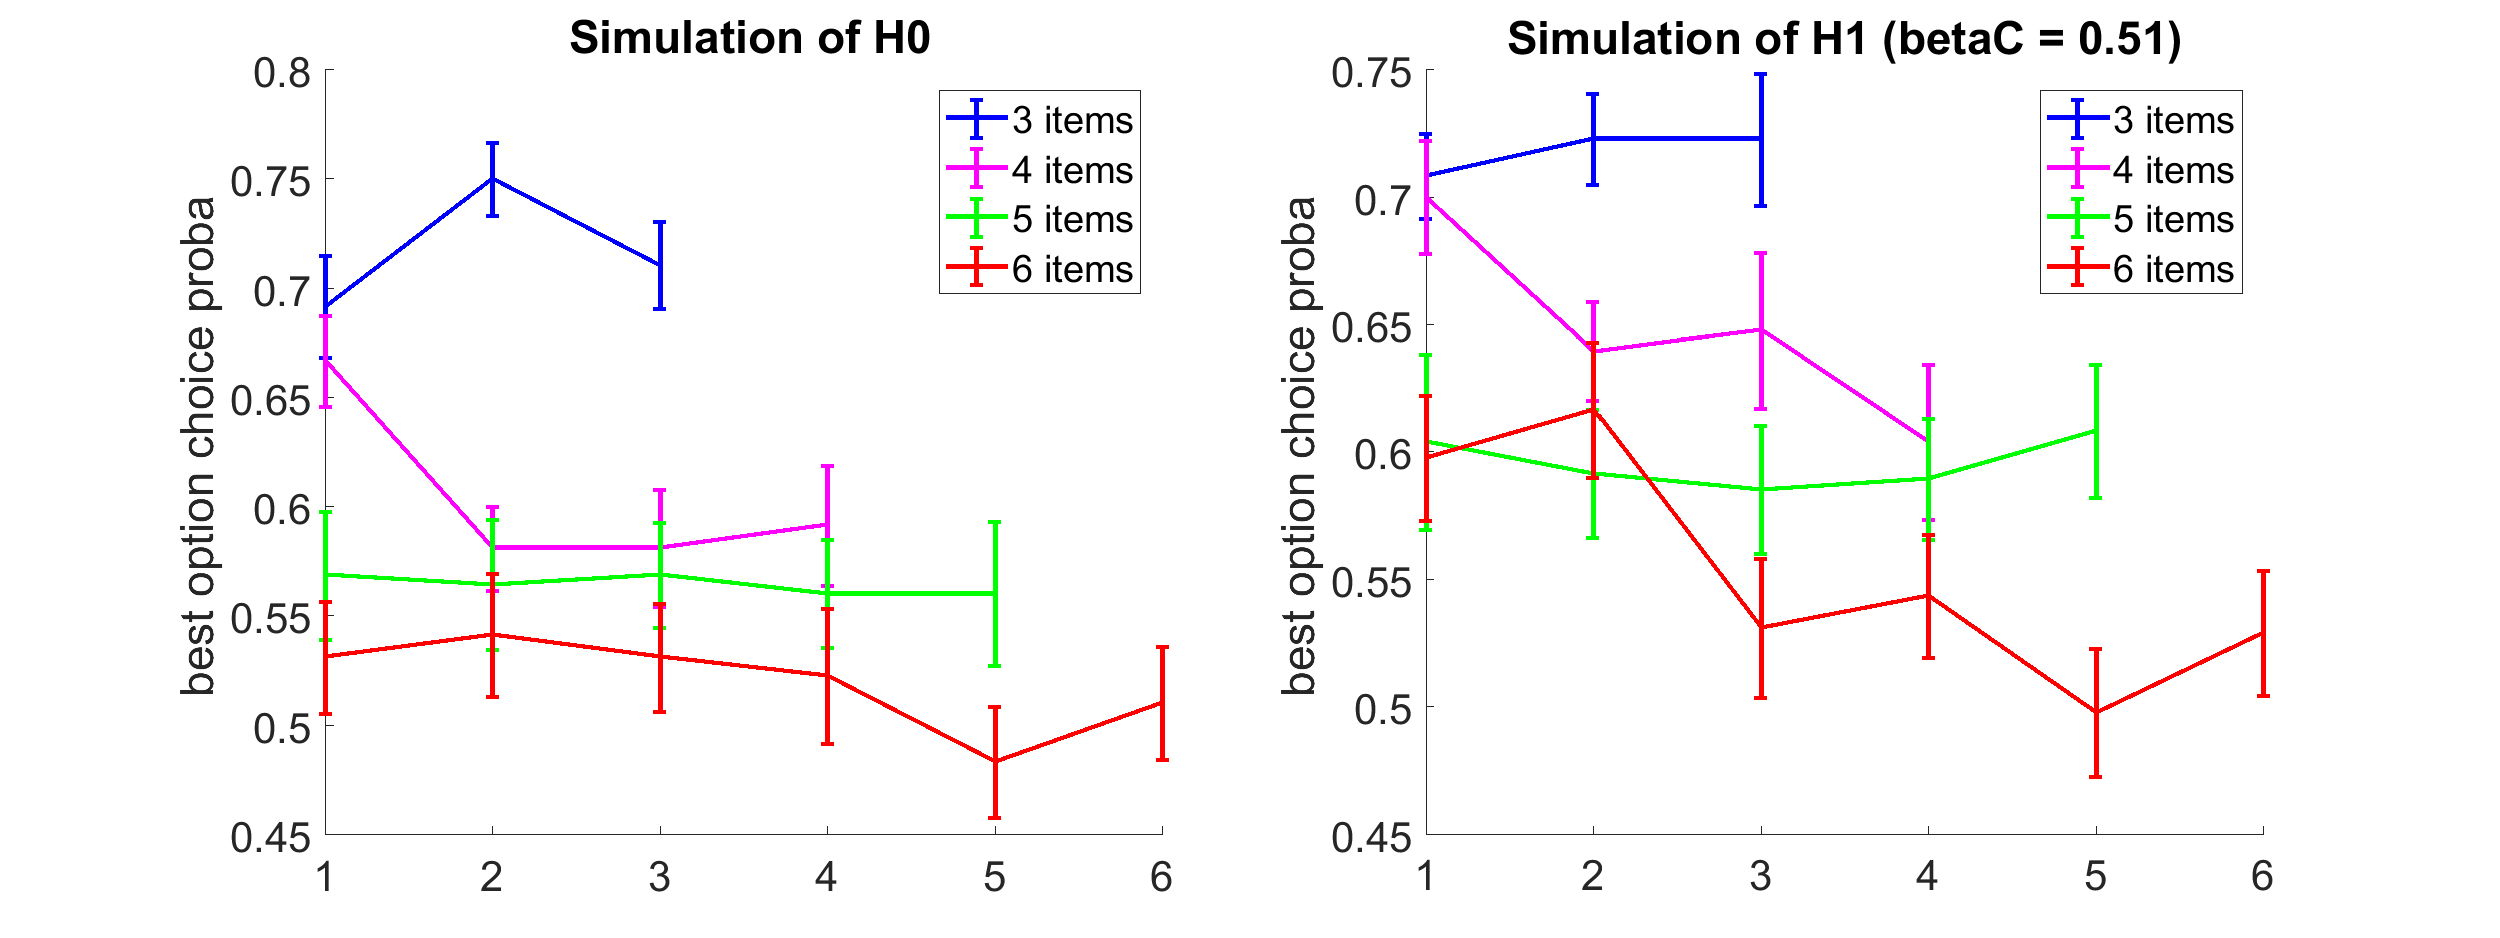 Simulation of H0
best option choice proba
0.8
0.75
0.7
0.65
0.6
0.55
0.5
0.45
1 2 3 4 5 6
3 items
4 items
5 items
6 items
Simulation of H1 (betaC = 0.51)
best option choice proba
0.75
0.7
0.65
0.6
0.55
0.5
0.45
1 2 3 4 5 6
3 items
4 items
5 items
6 items